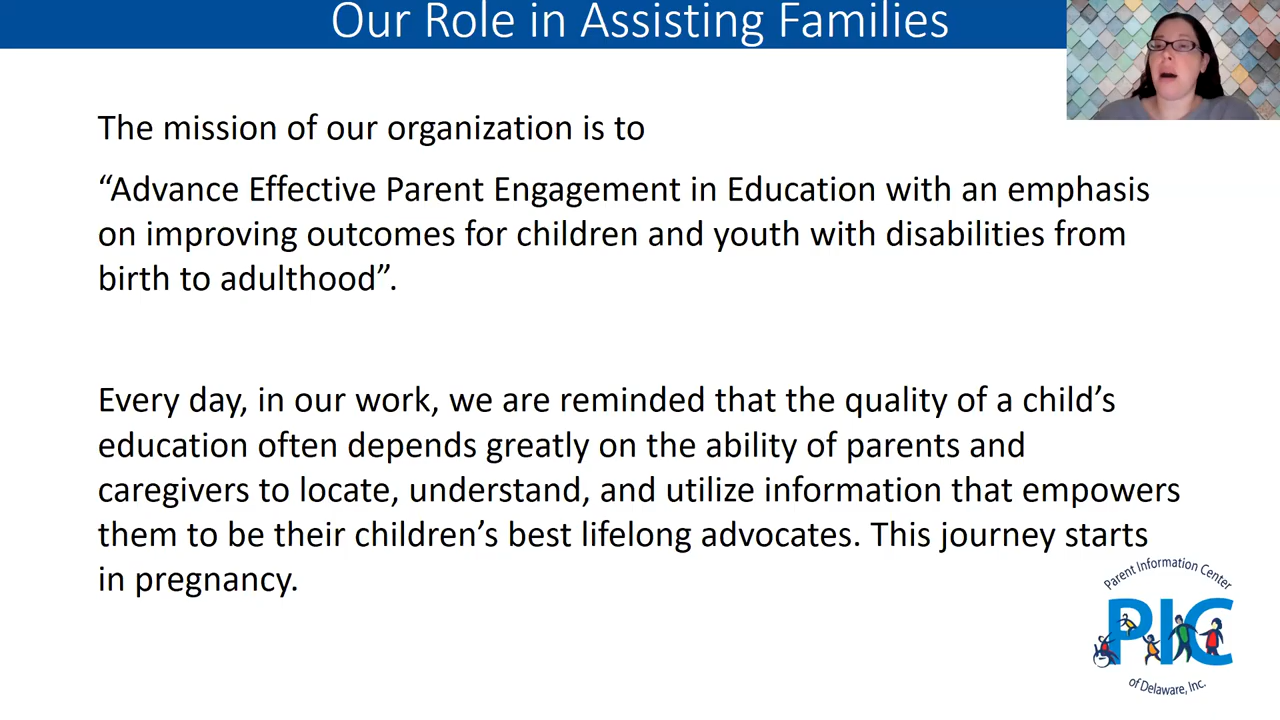 Our Role in Assisting Families
The mission of our organization is to
“Advance Effective Parent Engagement in Education with an emphasis
on improving outcomes for children and youth with disabilities from
birth to adulthood”.
Every day, in our work, we are reminded that the quality of a child’s
education often depends greatly on the ability of parents and
caregivers to locate, understand, and utilize information that empowers
them to be their children’s best lifelong advocates. This journey starts
in pregnancy.
Parent Information Center
PIC
of Delaware, Inc.